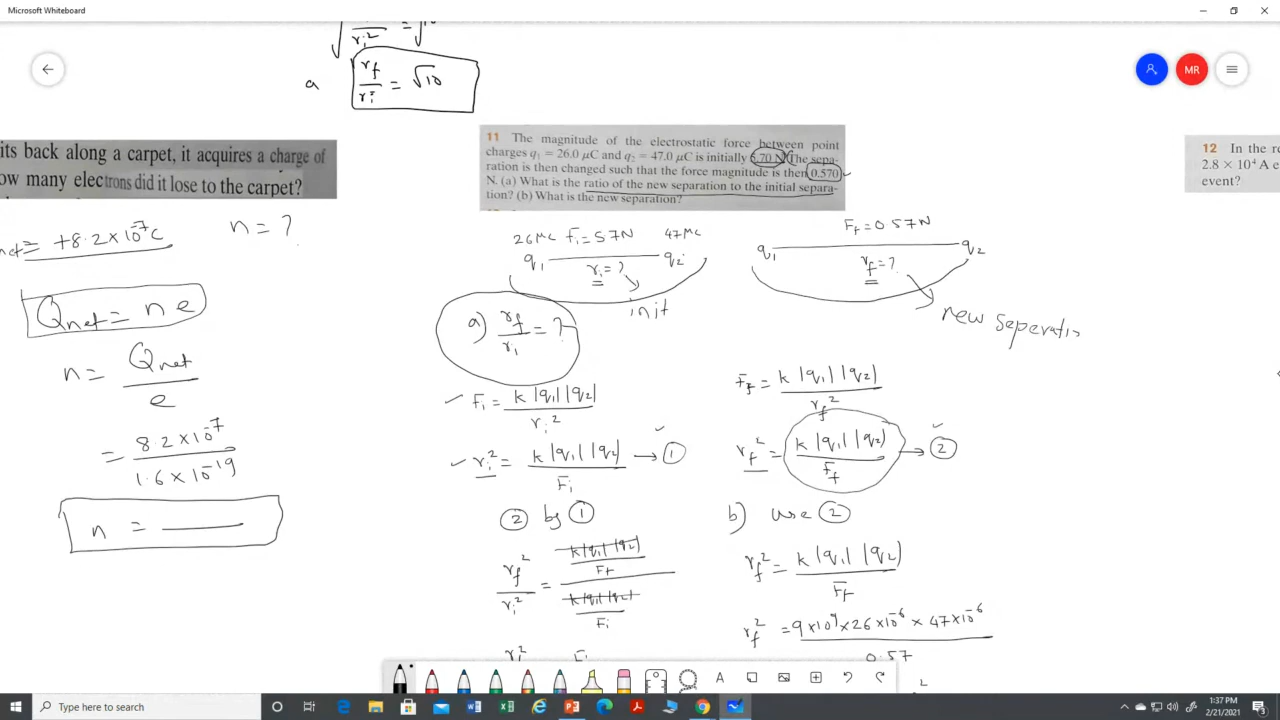 Microsoft Whiteboard
rᵢ²
a rf/rᵢ = √10
MR
its back along a carpet, it acquires a charge of
ow many electrons did it lose to the carpet?
11 The magnitude of the electrostatic force between point
charges q₁ = 26.0 μC and q₂ = 47.0 μC is initially 5.70 N. The sepa-
ration is then changed such that the force magnitude is then 0.570
N. (a) What is the ratio of the new separation to the initial separa-
tion? (b) What is the new separation?
12 In the re
2.8 × 10⁴ A o
event?
net = +8.2×10⁻⁷C
n = ?
Qnet = n e
n = Qnet/e
= 8.2×10⁻⁷/1.6×10⁻¹⁹
n =
26μC Fᵢ=5.7N 47μC
q₁ q₂
rᵢ=?
init
a) rf/rᵢ = ?
Fᵢ = k|q₁||q₂|/rᵢ²
rᵢ² = k|q₁||q₂|/Fᵢ → ①
② by ①
rf²/rᵢ² = k|q₁||q₂|/Ff / k|q₁||q₂|/Fᵢ
Ff=0.57N
q₁ q₂
rf=?
new seperatio
Ff = k|q₁||q₂|/rf²
rf² = k|q₁||q₂|/Ff → ②
b) use ②
rf² = k|q₁||q₂|/Ff
rf² = 9×10⁹×26×10⁻⁶×47×10⁻⁶/0.57
Type here to search
1:37 PM
2/21/2021